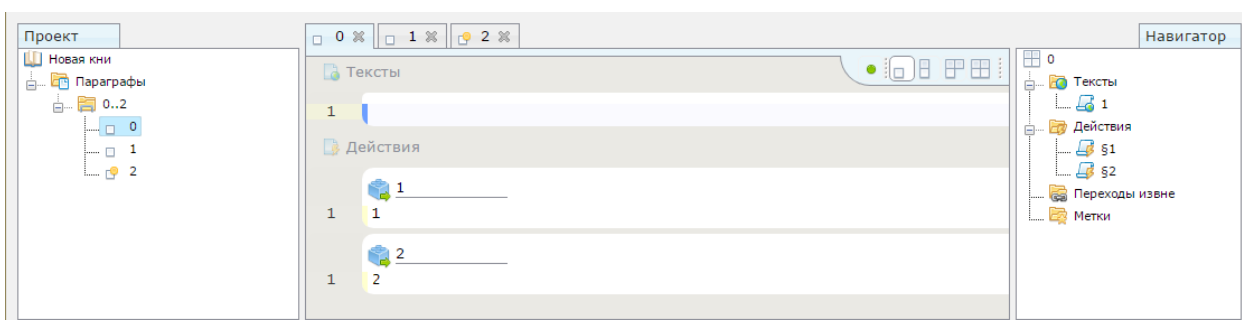 Проект
Новая кни
Параграфы
0..2
0
1
2
0 1 2
Тексты
1
Действия
1
1 1
2
1 2
Навигатор
0
Тексты
1
Действия
§1
§2
Переходы извне
Метки